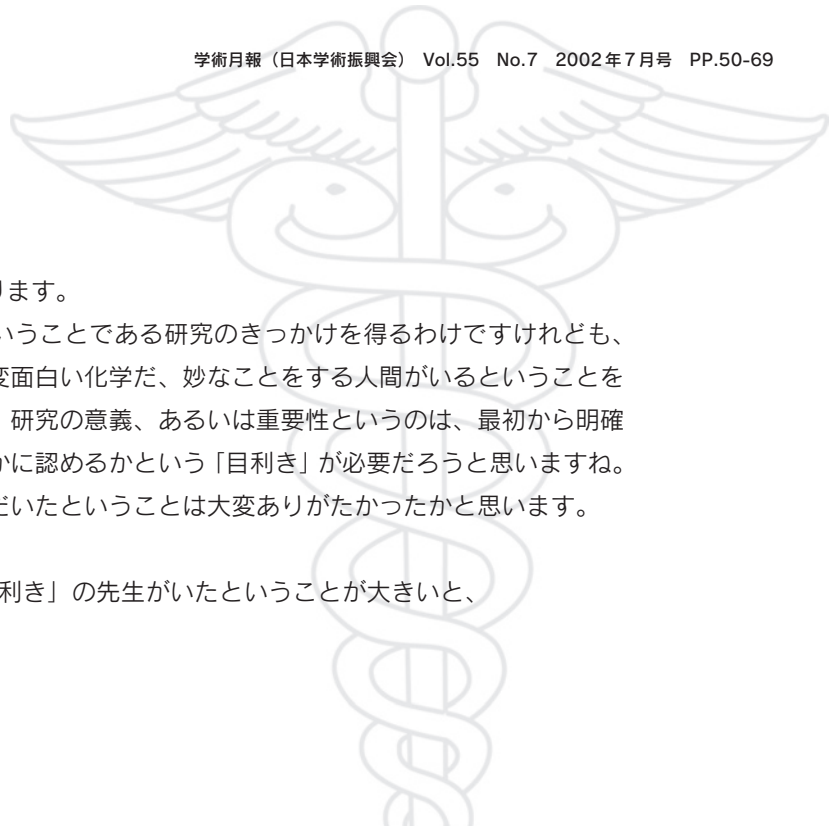 学術月報（日本学術振興会） Vol.55 No.7 2002年7月号 PP.50-69
ります。
いうことである研究のきっかけを得るわけですけれども、
変面白い化学だ、妙なことをする人間がいるということを
、研究の意義、あるいは重要性というのは、最初から明確
かに認めるかという「目利き」が必要だろうと思いますね。
だいたということは大変ありがたかったかと思います。
利き」の先生がいたということが大きいと、